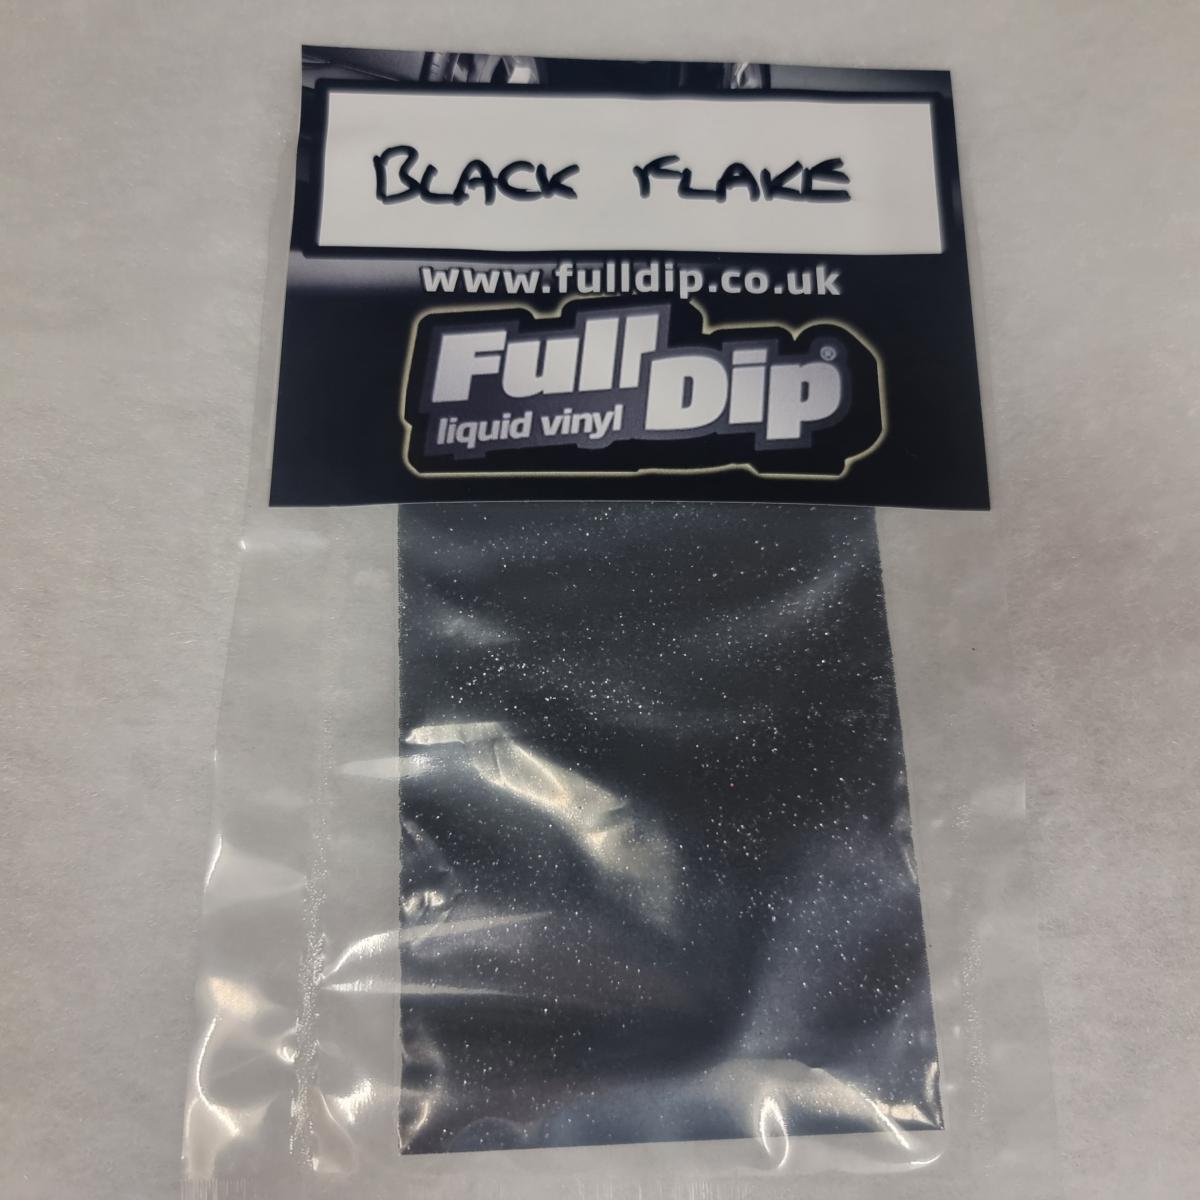 BLACK FLAKE
www.fulldip.co.uk
Full Dip®
liquid vinyl